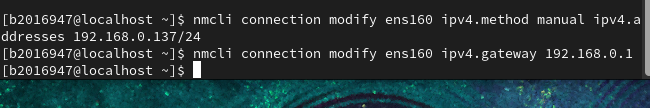 [b2016947@localhost ~]$ nmcli connection modify ens160 ipv4.method manual ipv4.a
ddresses 192.168.0.137/24
[b2016947@localhost ~]$ nmcli connection modify ens160 ipv4.gateway 192.168.0.1
[b2016947@localhost ~]$